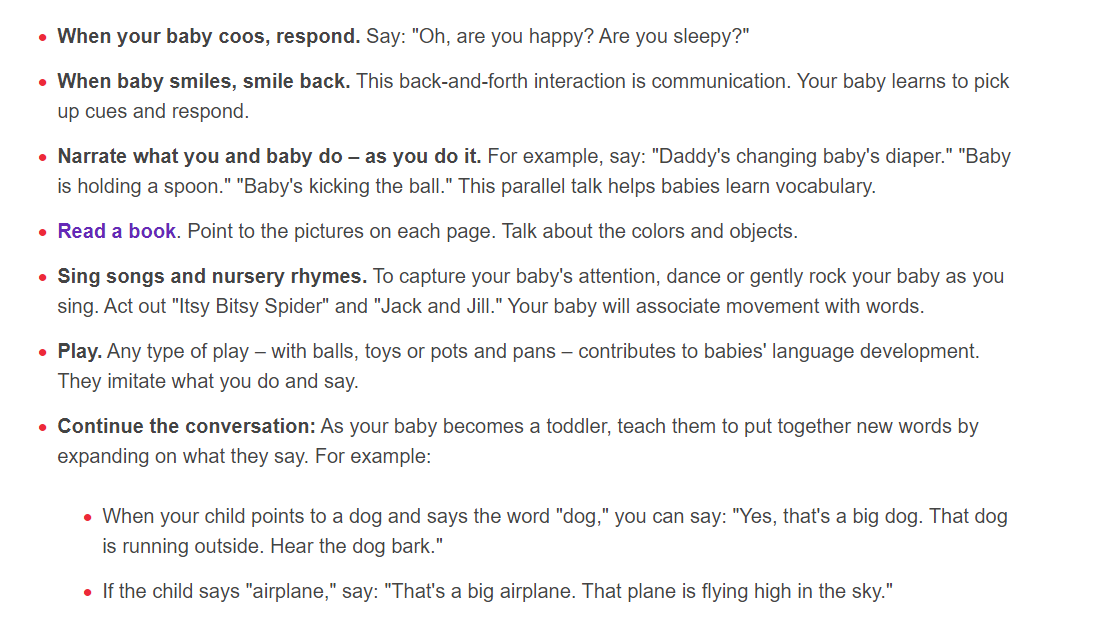 When your baby coos, respond. Say: "Oh, are you happy? Are you sleepy?"
When baby smiles, smile back. This back-and-forth interaction is communication. Your baby learns to pick
up cues and respond.
Narrate what you and baby do – as you do it. For example, say: "Daddy's changing baby's diaper." "Baby
is holding a spoon." "Baby's kicking the ball." This parallel talk helps babies learn vocabulary.
Read a book. Point to the pictures on each page. Talk about the colors and objects.
Sing songs and nursery rhymes. To capture your baby's attention, dance or gently rock your baby as you
sing. Act out "Itsy Bitsy Spider" and "Jack and Jill." Your baby will associate movement with words.
Play. Any type of play – with balls, toys or pots and pans – contributes to babies' language development.
They imitate what you do and say.
Continue the conversation: As your baby becomes a toddler, teach them to put together new words by
expanding on what they say. For example:
When your child points to a dog and says the word "dog," you can say: "Yes, that's a big dog. That dog
is running outside. Hear the dog bark."
If the child says "airplane," say: "That's a big airplane. That plane is flying high in the sky."